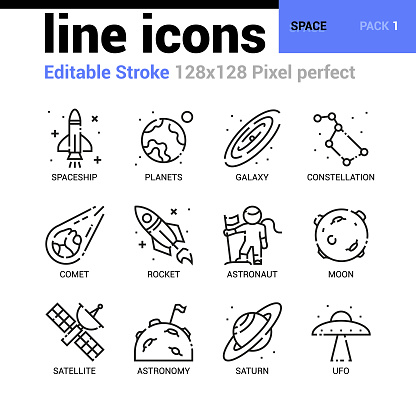 line icons
SPACE PACK 1
Editable Stroke 128x128 Pixel perfect
SPACESHIP PLANETS GALAXY CONSTELLATION
COMET ROCKET ASTRONAUT MOON
SATELLITE ASTRONOMY SATURN UFO